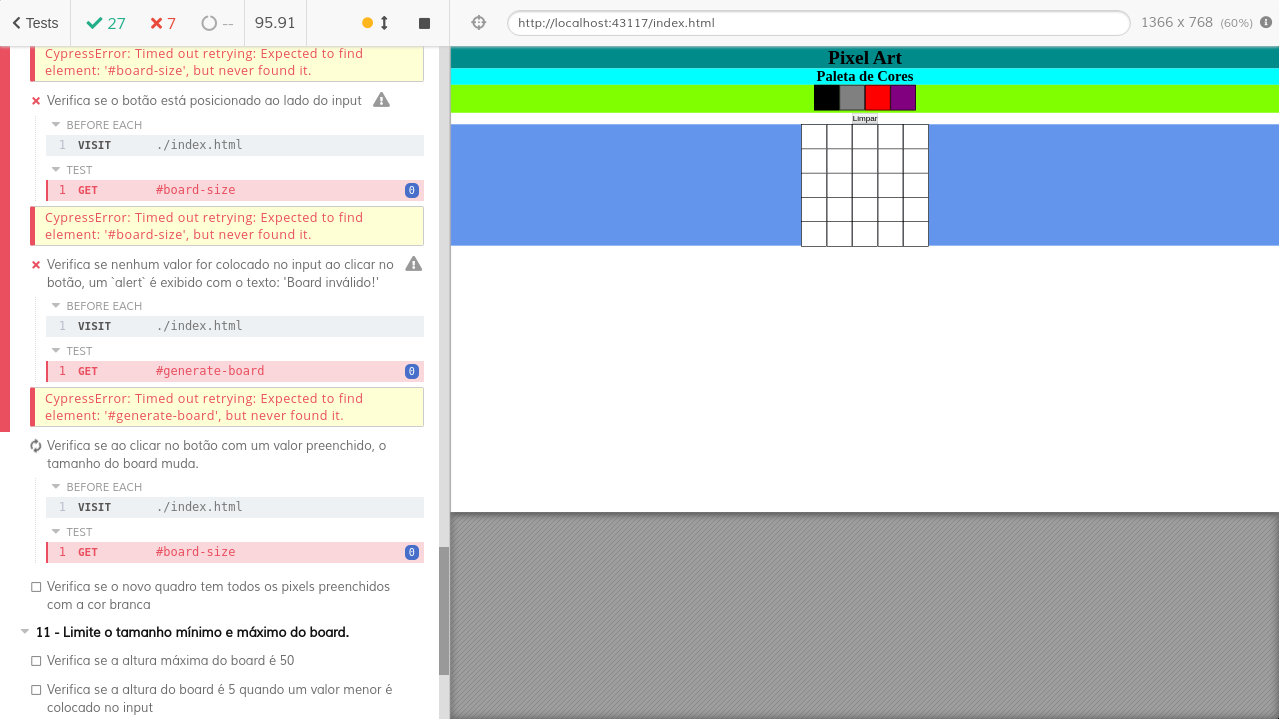 Tests
27
7
--
95.91
http://localhost:43117/index.html
1366 x 768 (60%)
CypressError: Timed out retrying: Expected to find
element: '#board-size', but never found it.
Verifica se o botão está posicionado ao lado do input
BEFORE EACH
1 VISIT ./index.html
TEST
1 GET #board-size 0
CypressError: Timed out retrying: Expected to find
element: '#board-size', but never found it.
Verifica se nenhum valor for colocado no input ao clicar no
botão, um `alert` é exibido com o texto: 'Board inválido!'
BEFORE EACH
1 VISIT ./index.html
TEST
1 GET #generate-board 0
CypressError: Timed out retrying: Expected to find
element: '#generate-board', but never found it.
Verifica se ao clicar no botão com um valor preenchido, o
tamanho do board muda.
BEFORE EACH
1 VISIT ./index.html
TEST
1 GET #board-size 0
Verifica se o novo quadro tem todos os pixels preenchidos
com a cor branca
11 - Limite o tamanho mínimo e máximo do board.
Verifica se a altura máxima do board é 50
Verifica se a altura do board é 5 quando um valor menor é
colocado no input
Pixel Art
Paleta de Cores
Limpar